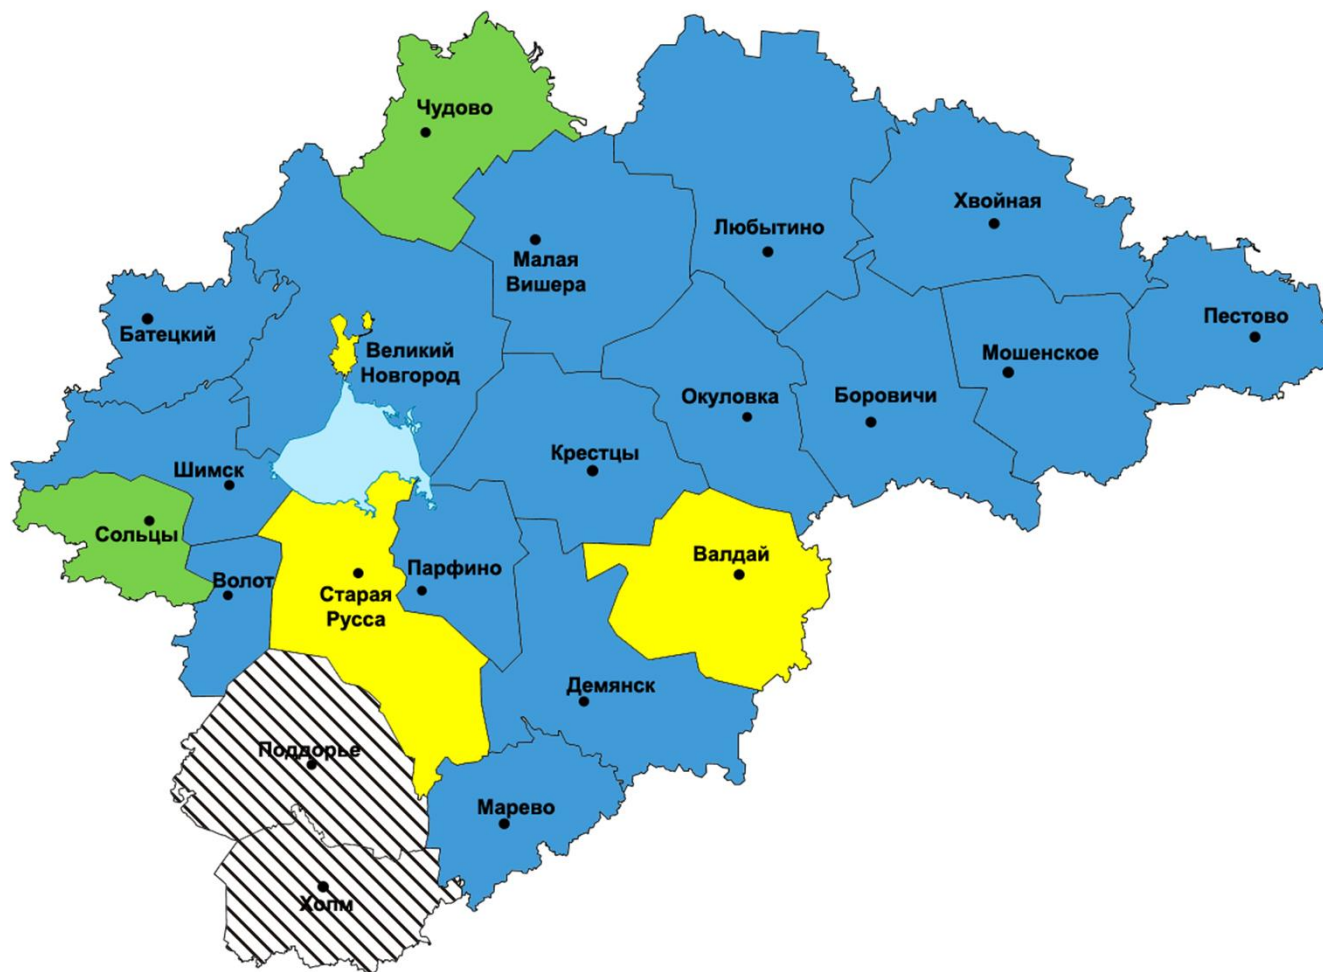 Чудово
Хвойная
Любытино
Малая
Вишера
Пестово
Батецкий
Великий
Новгород
Мошенское
Окуловка
Боровичи
Крестцы
Шимск
Сольцы
Валдай
Волот
Парфино
Старая
Русса
Демянск
Поддорье
Марево
Холм